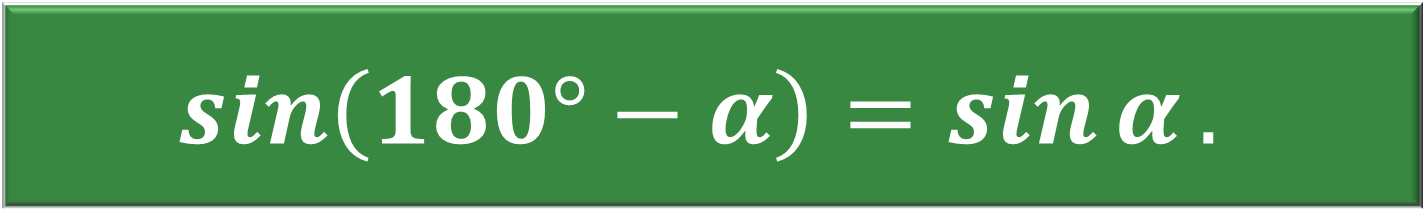 sin(180° − α) = sin α .